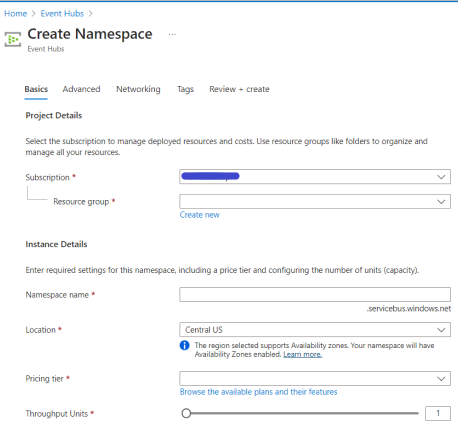 Home > Event Hubs >
Create Namespace ...
Event Hubs
Basics Advanced Networking Tags Review + create
Project Details
Select the subscription to manage deployed resources and costs. Use resource groups like folders to organize and
manage all your resources.
Subscription *
Resource group *
Create new
Instance Details
Enter required settings for this namespace, including a price tier and configuring the number of units (capacity).
Namespace name *
.servicebus.windows.net
Location *
Central US
The region selected supports Availability zones. Your namespace will have
Availability Zones enabled. Learn more.
Pricing tier *
Browse the available plans and their features
Throughput Units *
1